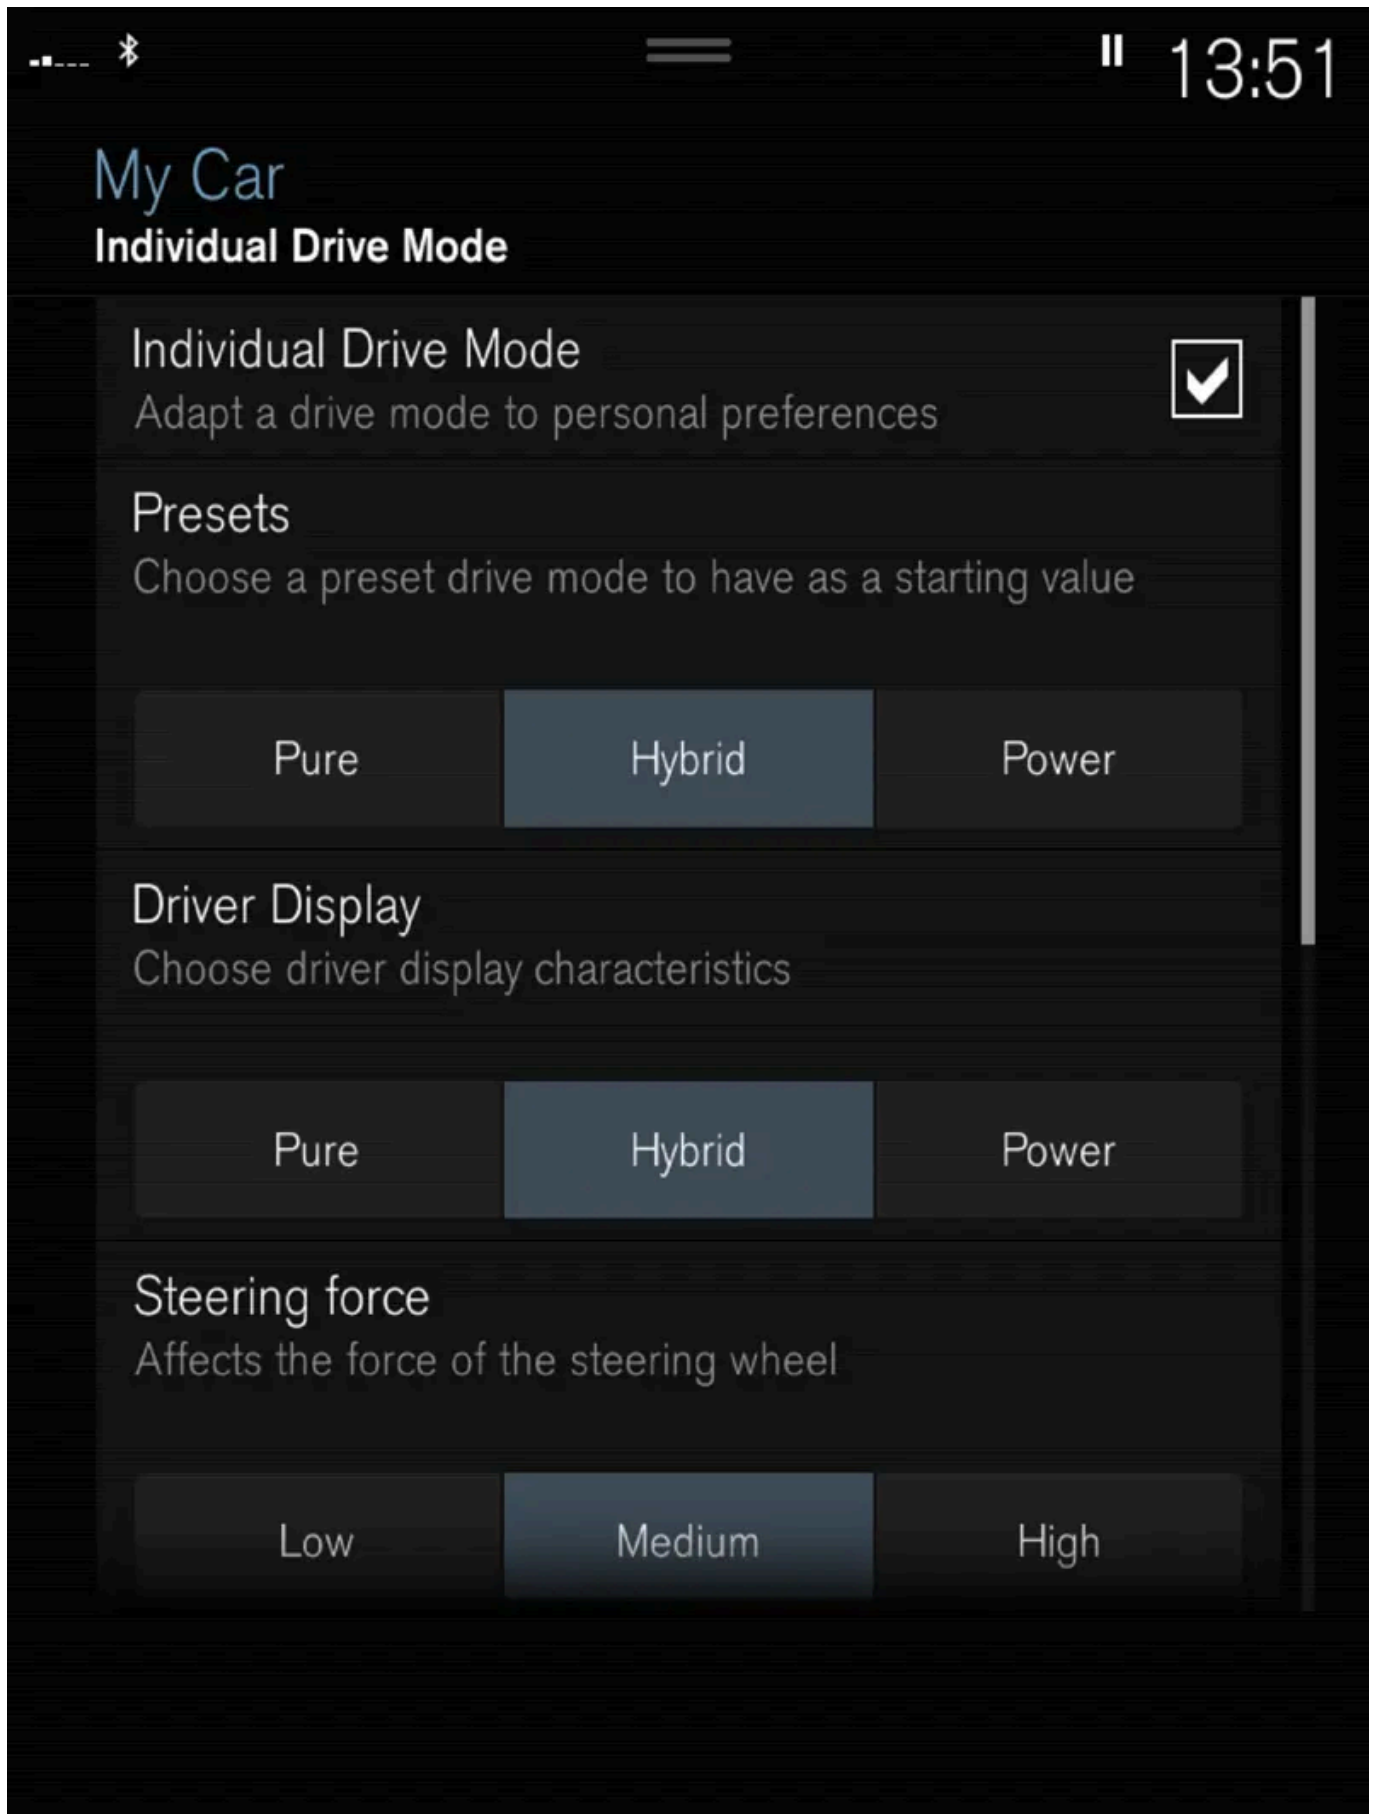 13:51
My Car
Individual Drive Mode
Individual Drive Mode
Adapt a drive mode to personal preferences
Presets
Choose a preset drive mode to have as a starting value
Pure Hybrid Power
Driver Display
Choose driver display characteristics
Pure Hybrid Power
Steering force
Affects the force of the steering wheel
Low Medium High